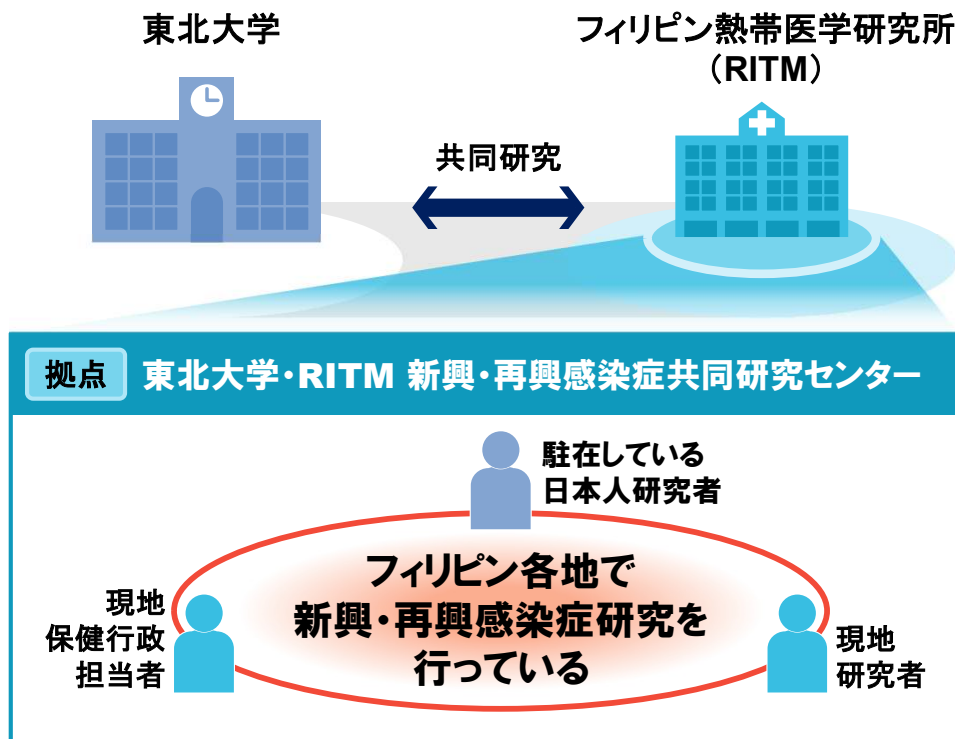 東北大学
フィリピン熱帯医学研究所
（RITM）
共同研究
拠点 東北大学・RITM 新興・再興感染症共同研究センター
駐在している
日本人研究者
フィリピン各地で
新興・再興感染症研究を
行っている
現地
保健行政
担当者
現地
研究者